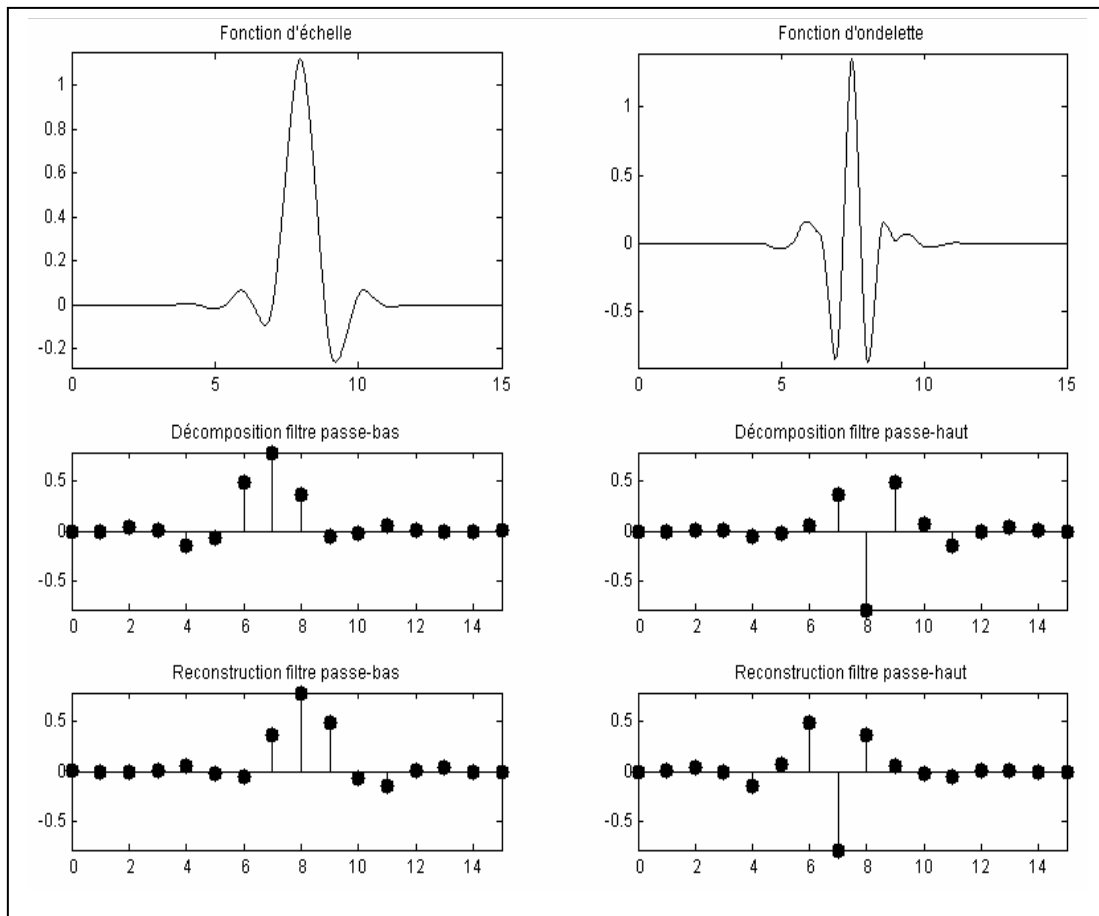 Fonction d'échelle
1
0.8
0.6
0.4
0.2
0
-0.2
0 5 10 15
Fonction d'ondelette
1
0.5
0
-0.5
0 5 10 15
Décomposition filtre passe-bas
0.5
0
-0.5
0 2 4 6 8 10 12 14
Décomposition filtre passe-haut
0.5
0
-0.5
0 2 4 6 8 10 12 14
Reconstruction filtre passe-bas
0.5
0
-0.5
0 2 4 6 8 10 12 14
Reconstruction filtre passe-haut
0.5
0
-0.5
0 2 4 6 8 10 12 14